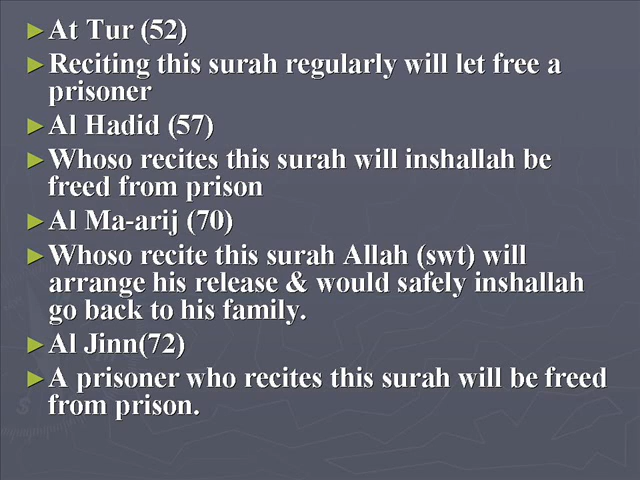 At Tur (52)
Reciting this surah regularly will let free a
prisoner
Al Hadid (57)
Whoso recites this surah will inshallah be
freed from prison
Al Ma-arij (70)
Whoso recite this surah Allah (swt) will
arrange his release & would safely inshallah
go back to his family.
Al Jinn(72)
A prisoner who recites this surah will be freed
from prison.